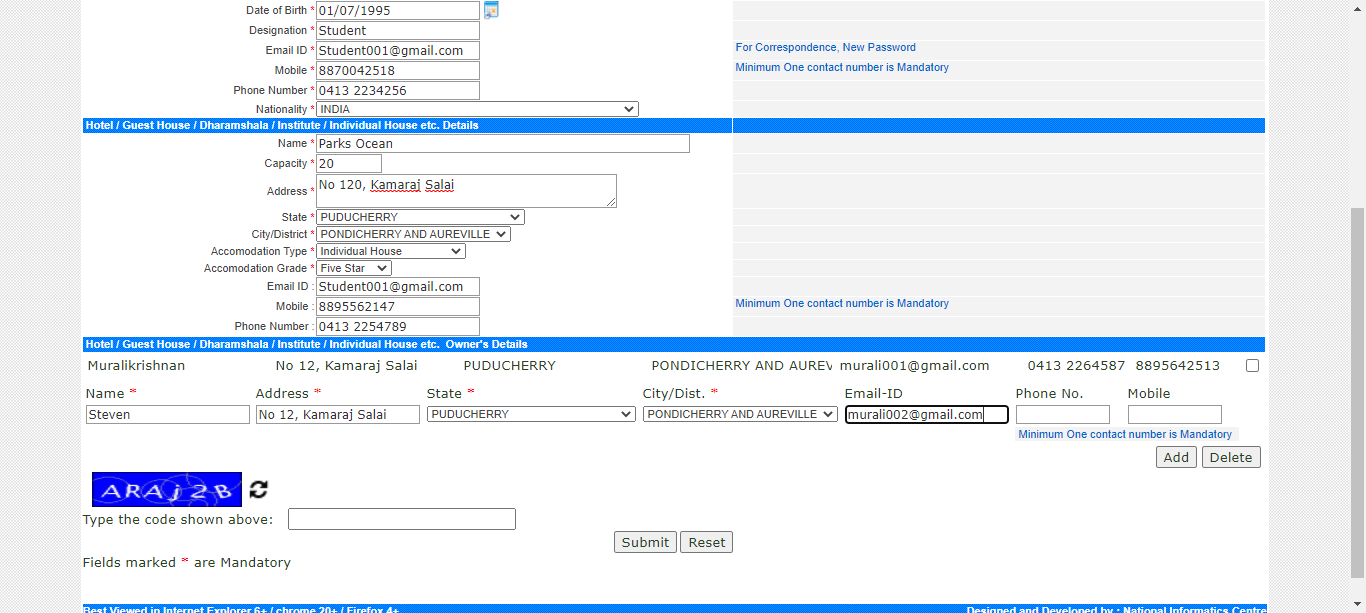 Date of Birth * 01/07/1995
Designation * Student
Email ID * Student001@gmail.com For Correspondence, New Password
Mobile * 8870042518 Minimum One contact number is Mandatory
Phone Number * 0413 2234256
Nationality * INDIA
Hotel / Guest House / Dharamshala / Institute / Individual House etc. Details
Name * Parks Ocean
Capacity * 20
Address * No 120, Kamaraj Salai
State * PUDUCHERRY
City/District * PONDICHERRY AND AUREVILLE
Accomodation Type * Individual House
Accomodation Grade * Five Star
Email ID : Student001@gmail.com
Mobile : 8895562147 Minimum One contact number is Mandatory
Phone Number : 0413 2254789
Hotel / Guest House / Dharamshala / Institute / Individual House etc. Owner's Details
Muralikrishnan No 12, Kamaraj Salai PUDUCHERRY PONDICHERRY AND AUREV murali001@gmail.com 0413 2264587 8895642513
Name * Address * State * City/Dist. * Email-ID Phone No. Mobile
Steven No 12, Kamaraj Salai PUDUCHERRY PONDICHERRY AND AUREVILLE murali002@gmail.com
Minimum One contact number is Mandatory
Add Delete
ARAj2B
Type the code shown above:
Submit Reset
Fields marked * are Mandatory
Best Viewed in Internet Explorer 6+ / chrome 20+ / Firefox 4+ Designed and Developed by : National Informatics Centre